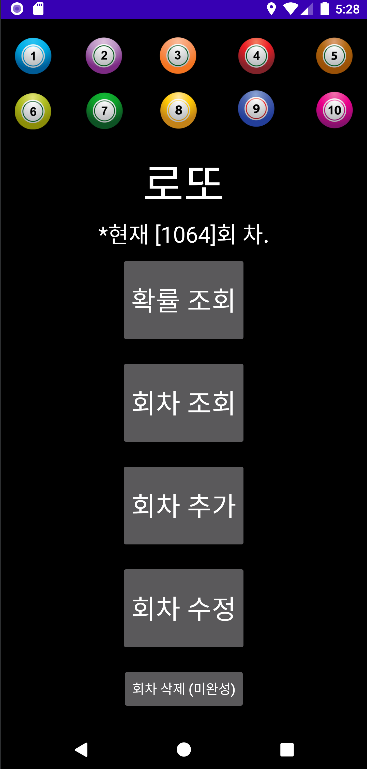 5:28
1 2 3 4 5
6 7 8 9 10
로또
*현재 [1064]회 차.
확률 조회
회차 조회
회차 추가
회차 수정
회차 삭제 (미완성)